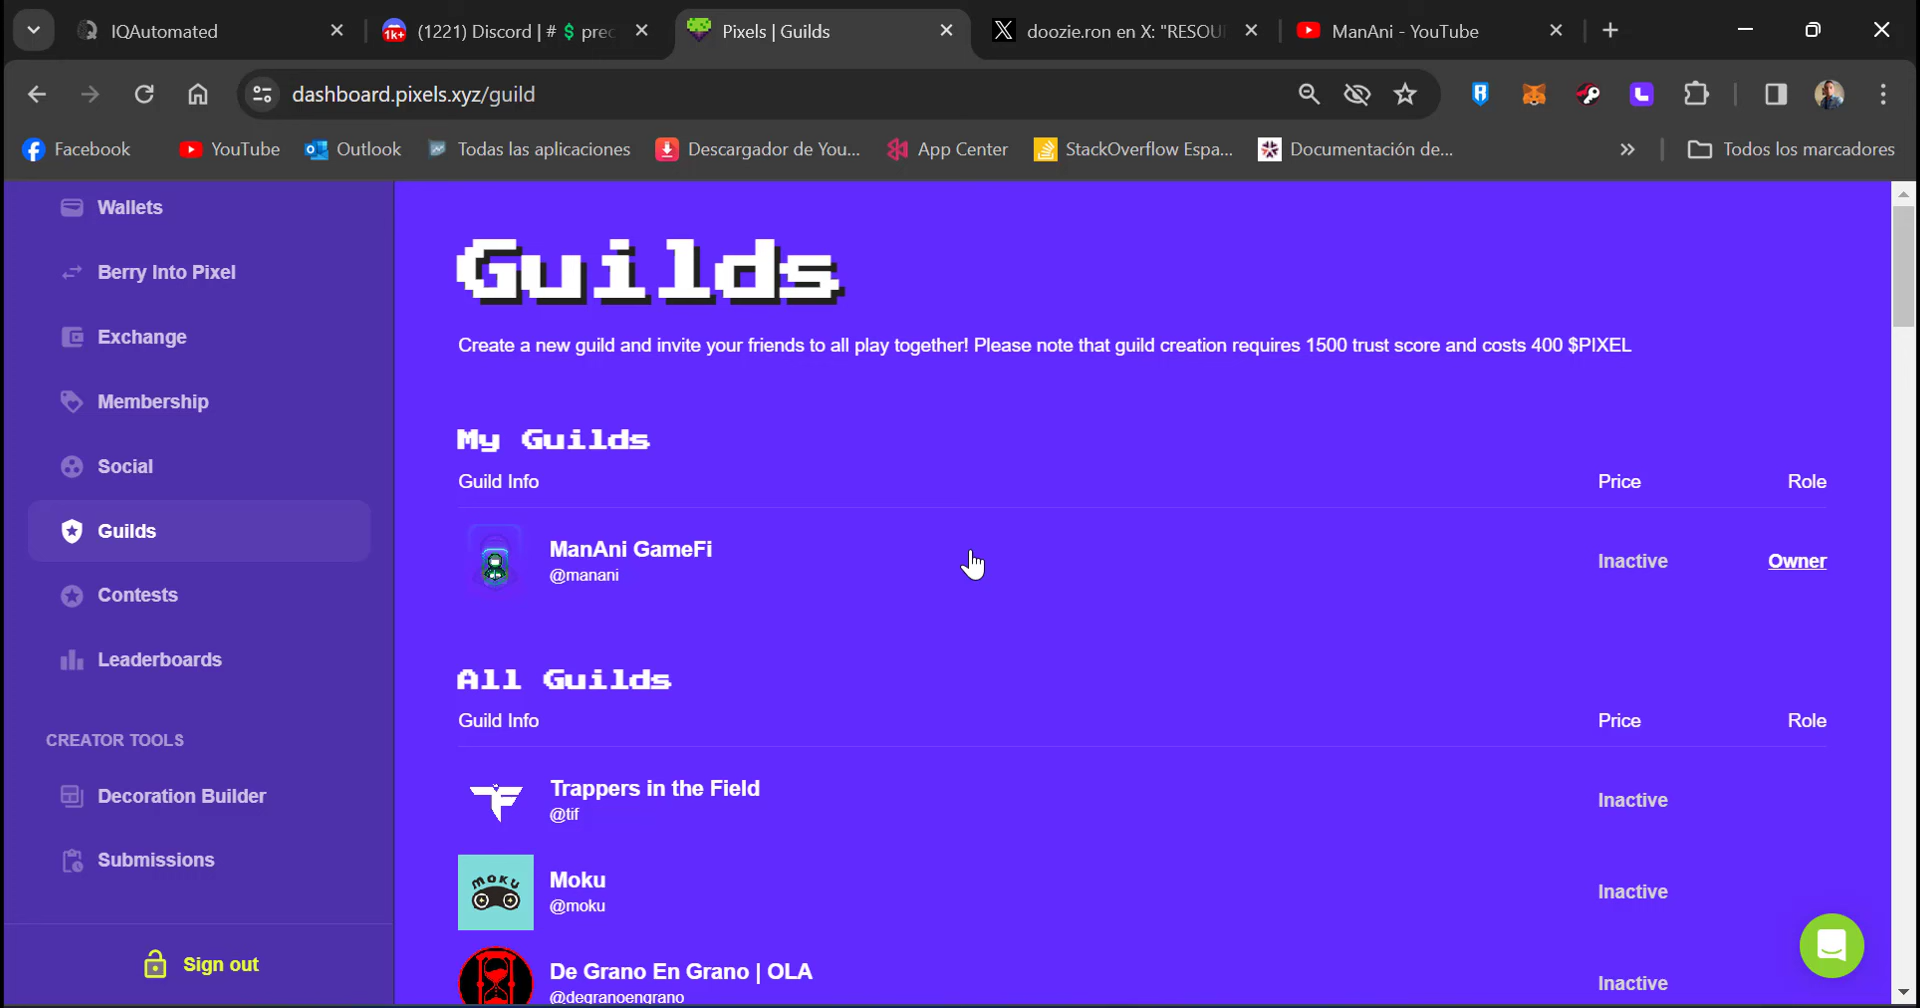 IQAutomated
(1221) Discord | # $ prec
Pixels | Guilds
doozie.ron en X: "RESOU
ManAni - YouTube
dashboard.pixels.xyz/guild
Facebook
YouTube
Outlook
Todas las aplicaciones
Descargador de You...
App Center
StackOverflow Espa...
Documentación de...
Todos los marcadores
Wallets
Berry Into Pixel
Exchange
Membership
Social
Guilds
Contests
Leaderboards
CREATOR TOOLS
Decoration Builder
Submissions
Sign out
Guilds
Create a new guild and invite your friends to all play together! Please note that guild creation requires 1500 trust score and costs 400 $PIXEL
My Guilds
Guild Info Price Role
ManAni GameFi
@manani
Inactive Owner
All Guilds
Guild Info Price Role
Trappers in the Field
@tif
Inactive
MOKU
Moku
@moku
Inactive
De Grano En Grano | OLA
@degranoengrano
Inactive